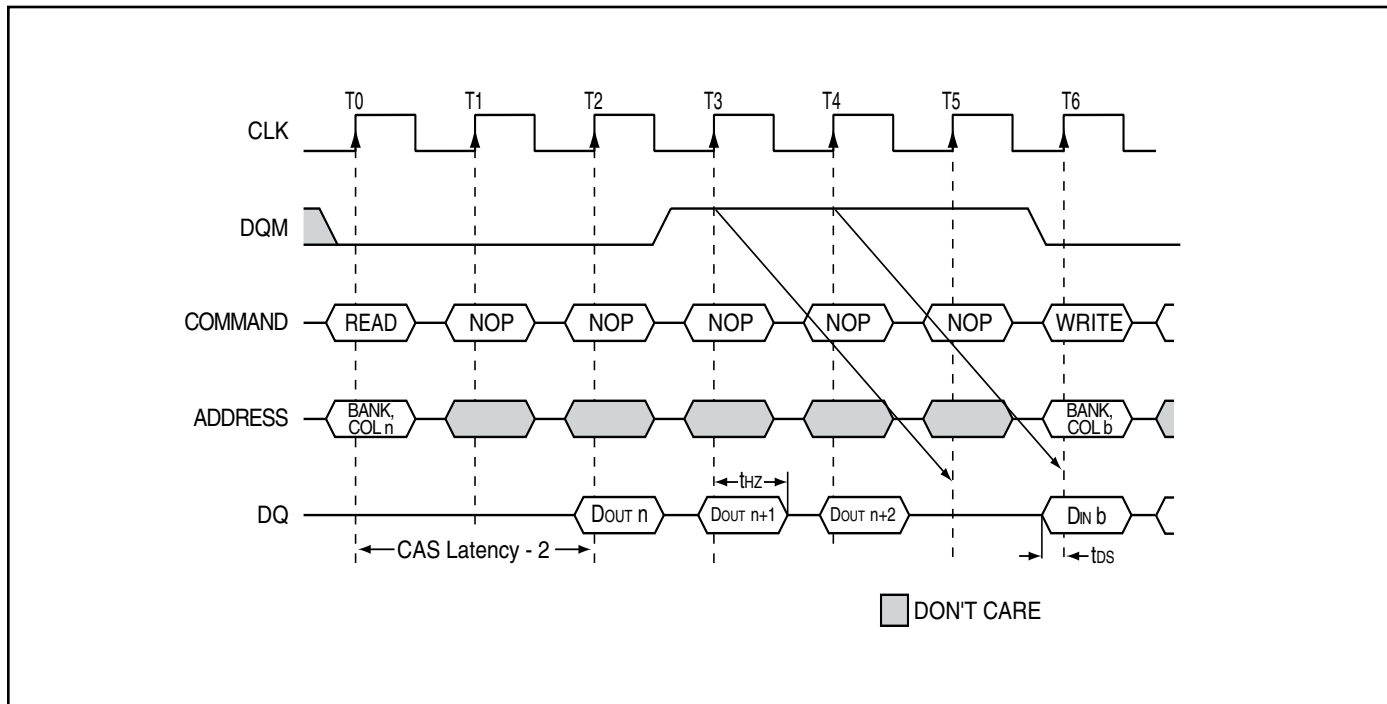 T0 T1 T2 T3 T4 T5 T6
CLK
DQM
COMMAND READ NOP NOP NOP NOP NOP WRITE
ADDRESS BANK, COL n BANK, COL b
tHZ
DQ DOUT n DOUT n+1 DOUT n+2 DIN b
CAS Latency - 2 tDS
DON'T CARE